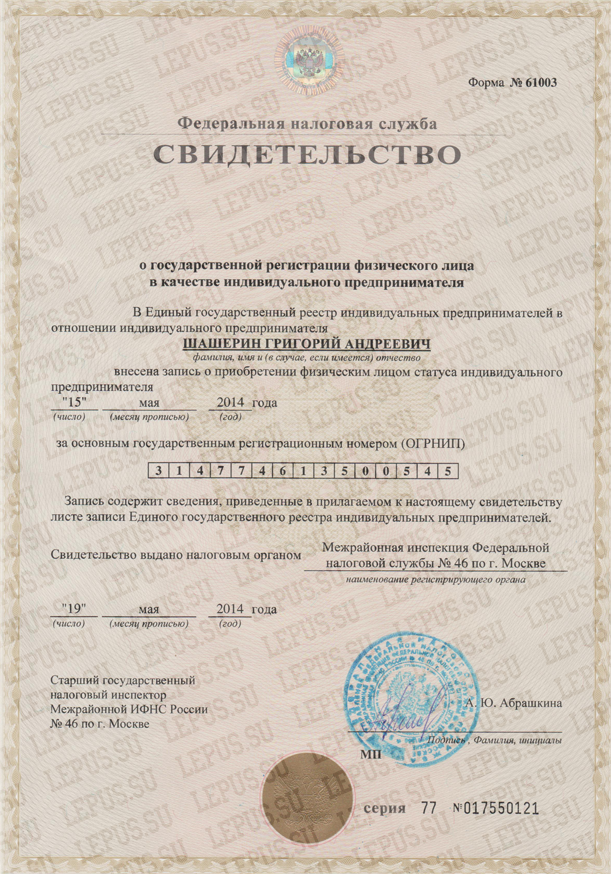 Форма № 61003
Федеральная налоговая служба
СВИДЕТЕЛЬСТВО
о государственной регистрации физического лица
в качестве индивидуального предпринимателя
В Единый государственный реестр индивидуальных предпринимателей в
отношении индивидуального предпринимателя
ШАШЕРИН ГРИГОРИЙ АНДРЕЕВИЧ
фамилия, имя и (в случае, если имеется) отчество
внесена запись о приобретении физическим лицом статуса индивидуального
предпринимателя
"15" мая 2014 года
(число) (месяц прописью) (год)
за основным государственным регистрационным номером (ОГРНИП)
3 1 4 7 7 4 6 1 3 5 0 0 5 4 5
Запись содержит сведения, приведенные в прилагаемом к настоящему свидетельству
листе записи Единого государственного реестра индивидуальных предпринимателей.
Свидетельство выдано налоговым органом Межрайонная инспекция Федеральной
налоговой службы № 46 по г. Москве
наименование регистрирующего органа
"19" мая 2014 года
(число) (месяц прописью) (год)
Старший государственный
налоговый инспектор
Межрайонной ИФНС России
№ 46 по г. Москве
А. Ю. Абрашкина
Подпись, Фамилия, инициалы
МП
серия 77 №017550121
LEPUS.SU